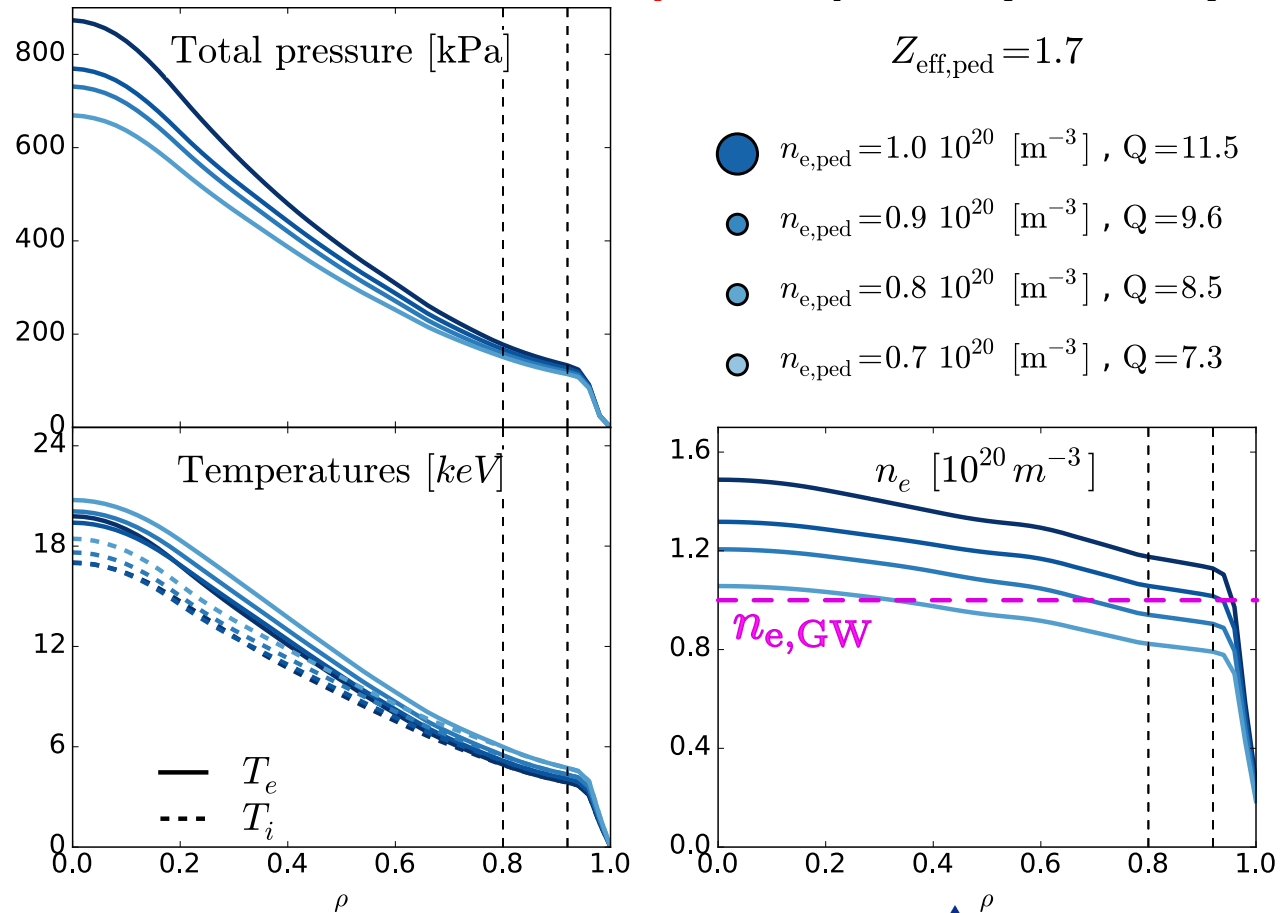 Total pressure [kPa]
800
600
400
200
0
Z_eff,ped = 1.7
n_e,ped = 1.0 10^20 [m^-3] , Q = 11.5
n_e,ped = 0.9 10^20 [m^-3] , Q = 9.6
n_e,ped = 0.8 10^20 [m^-3] , Q = 8.5
n_e,ped = 0.7 10^20 [m^-3] , Q = 7.3
Temperatures [keV]
24
18
12
6
0
T_e
T_i
0.0 0.2 0.4 0.6 0.8 1.0
ρ
n_e [10^20 m^-3]
1.6
1.2
0.8
0.4
0.0
n_e,GW
0.0 0.2 0.4 0.6 0.8 1.0
ρ